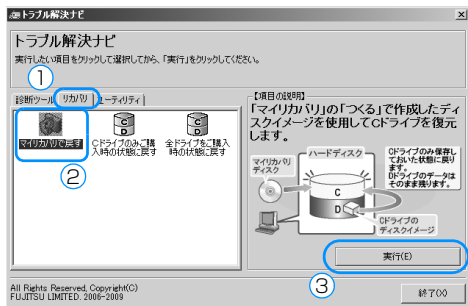 トラブル解決ナビ
トラブル解決ナビ
実行したい項目をクリックして選択してから、「実行」をクリックしてください。
①
診断ツール リカバリ ユーティリティ
マイリカバリで戻す
Cドライブのみご購入時の状態に戻す
全ドライブをご購入時の状態に戻す
②
【項目の説明】
「マイリカバリ」の「つくる」で作成したディ
スクイメージを使用してCドライブを復元
します。
マイリカバリ
ディスク
ハードディスク
C
D
Cドライブのみ保存し
ておいた状態に戻り
ます。
Dドライブのデータは
そのまま残ります。
Cドライブの
ディスクイメージ
実行(E)
③
All Rights Reserved, Copyright(C)
FUJITSU LIMITED. 2006-2009
終了(X)